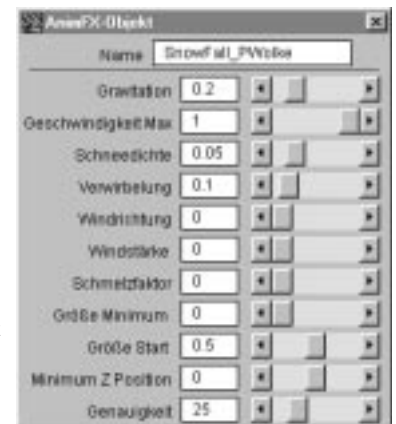 AnimFX-Objekt
Name SnowFall_PWolke
Gravitation 0.2
Geschwindigkeit Max 1
Schneedichte 0.05
Verwirbelung 0.1
Windrichtung 0
Windstärke 0
Schmelzfaktor 0
Größe Minimum 0
Größe Start 0.5
Minimum Z Position 0
Genauigkeit 25